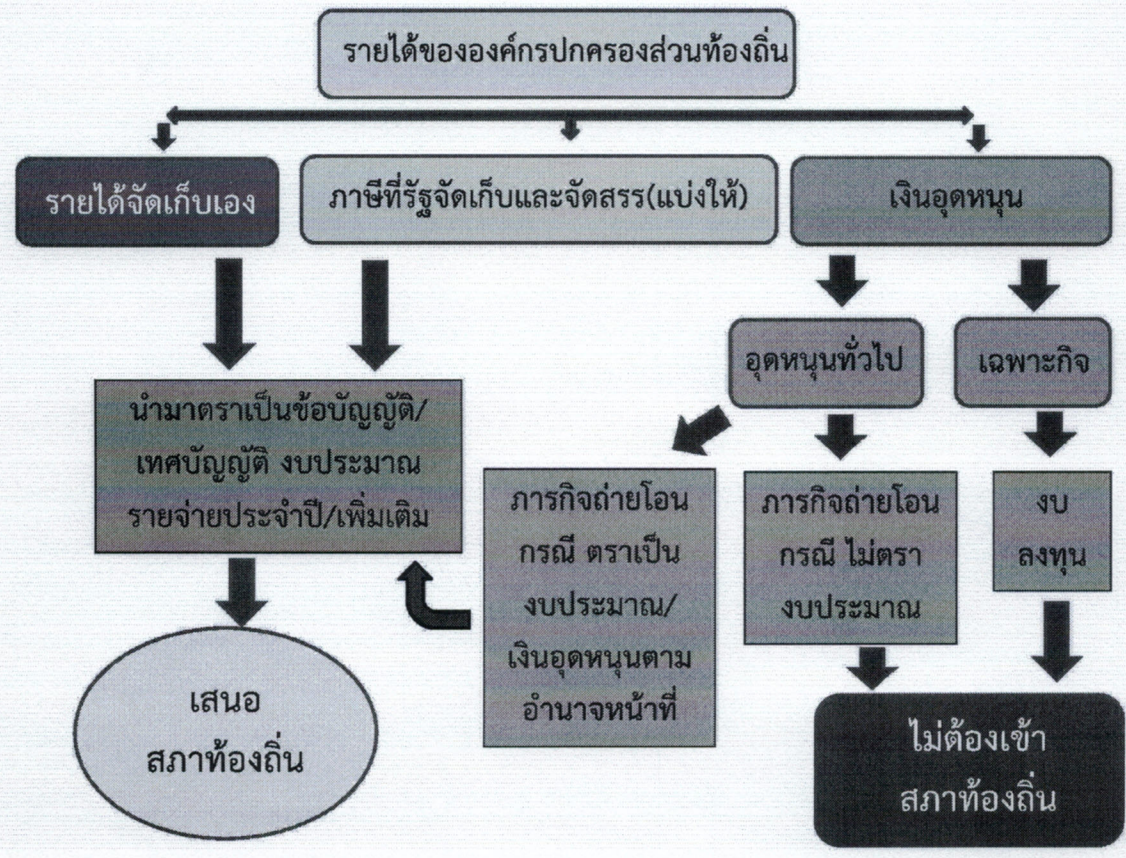 รายได้ขององค์กรปกครองส่วนท้องถิ่น
รายได้จัดเก็บเอง
ภาษีที่รัฐจัดเก็บและจัดสรร(แบ่งให้)
เงินอุดหนุน
อุดหนุนทั่วไป
เฉพาะกิจ
นำมาตราเป็นข้อบัญญัติ/
เทศบัญญัติ งบประมาณ
รายจ่ายประจำปี/เพิ่มเติม
ภารกิจถ่ายโอน
กรณี ตราเป็น
งบประมาณ/
เงินอุดหนุนตาม
อำนาจหน้าที่
ภารกิจถ่ายโอน
กรณี ไม่ตรา
งบประมาณ
งบ
ลงทุน
เสนอ
สภาท้องถิ่น
ไม่ต้องเข้า
สภาท้องถิ่น